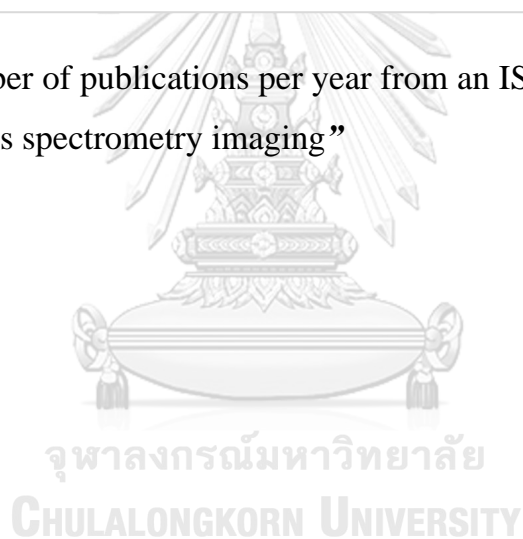 ber of publications per year from an IS
s spectrometry imaging”
จุฬาลงกรณ์มหาวิทยาลัย
CHULALONGKORN UNIVERSITY